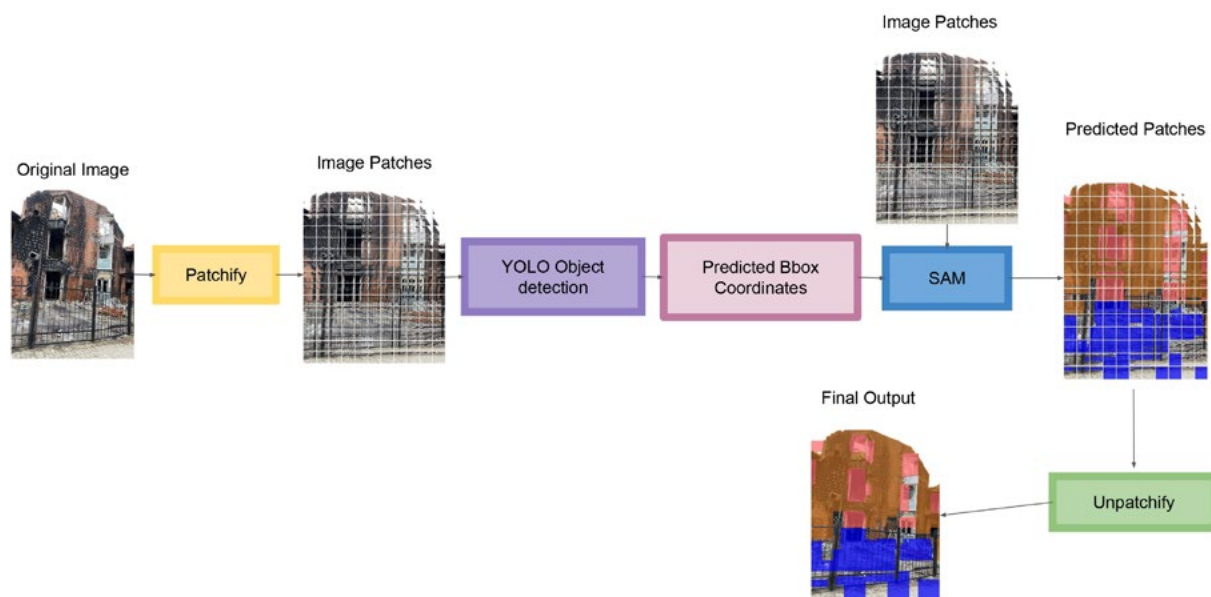 Original Image
Patchify
Image Patches
YOLO Object
detection
Predicted Bbox
Coordinates
Image Patches
SAM
Predicted Patches
Unpatchify
Final Output